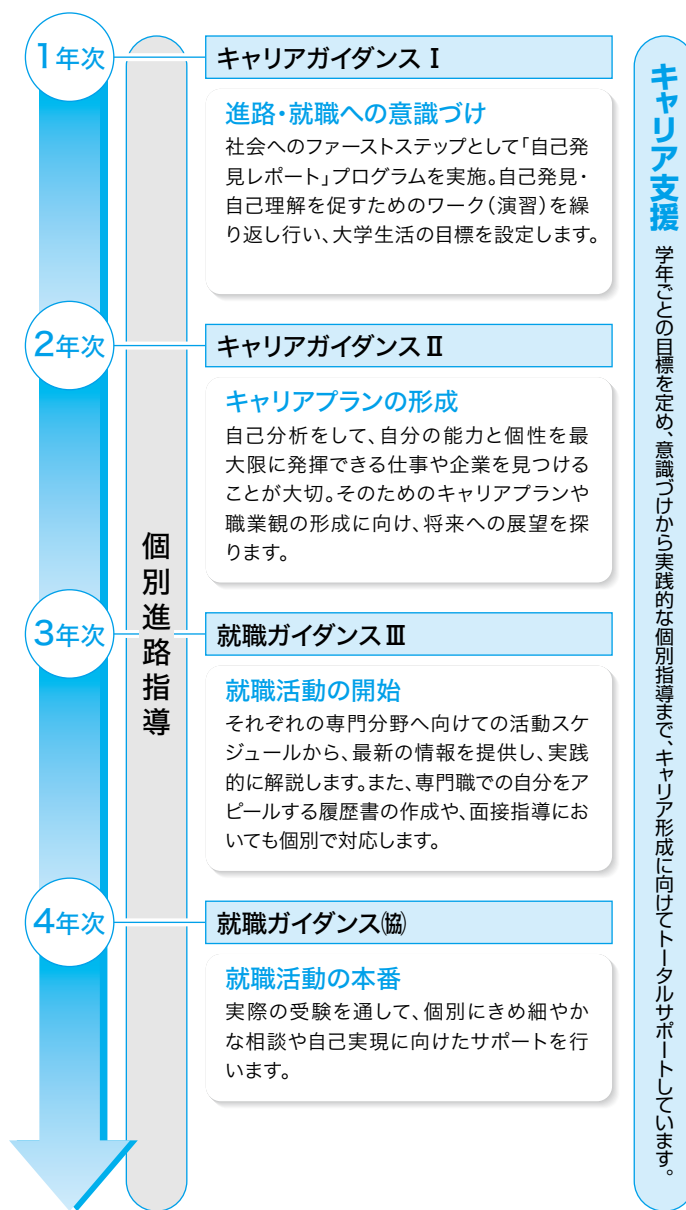 1年次
キャリアガイダンス Ⅰ
進路・就職への意識づけ
社会へのファーストステップとして「自己発
見レポート」プログラムを実施。自己発見・
自己理解を促すためのワーク(演習)を繰
り返し行い、大学生活の目標を設定します。
2年次
キャリアガイダンス Ⅱ
キャリアプランの形成
自己分析をして、自分の能力と個性を最
大限に発揮できる仕事や企業を見つける
ことが大切。そのためのキャリアプランや
職業観の形成に向け、将来への展望を探
ります。
3年次
就職ガイダンス Ⅲ
就職活動の開始
それぞれの専門分野へ向けての活動スケ
ジュールから、最新の情報を提供し、実践
的に解説します。また、専門職での自分をア
ピールする履歴書の作成や、面接指導にお
いても個別で対応します。
4年次
就職ガイダンス㈿
就職活動の本番
実際の受験を通して、個別にきめ細やか
な相談や自己実現に向けたサポートを行
います。
個別進路指導
キャリア支援 学年ごとの目標を定め、意識づけから実践的な個別指導まで、キャリア形成に向けてトータルサポートしています。